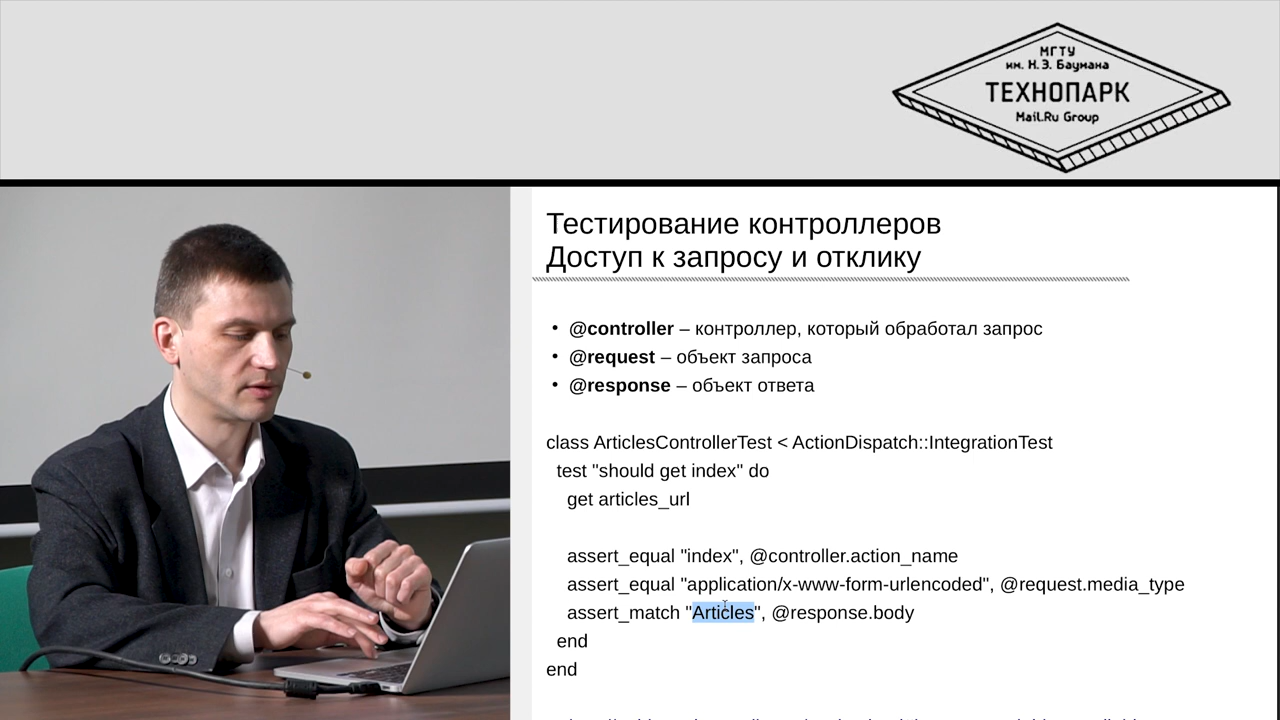 МГТУ
им. Н.Э. Баумана
ТЕХНОПАРК
Mail.Ru Group
Тестирование контроллеров
Доступ к запросу и отклику
• @controller – контроллер, который обработал запрос
• @request – объект запроса
• @response – объект ответа
class ArticlesControllerTest < ActionDispatch::IntegrationTest
test "should get index" do
get articles_url
assert_equal "index", @controller.action_name
assert_equal "application/x-www-form-urlencoded", @request.media_type
assert_match "Articles", @response.body
end
end